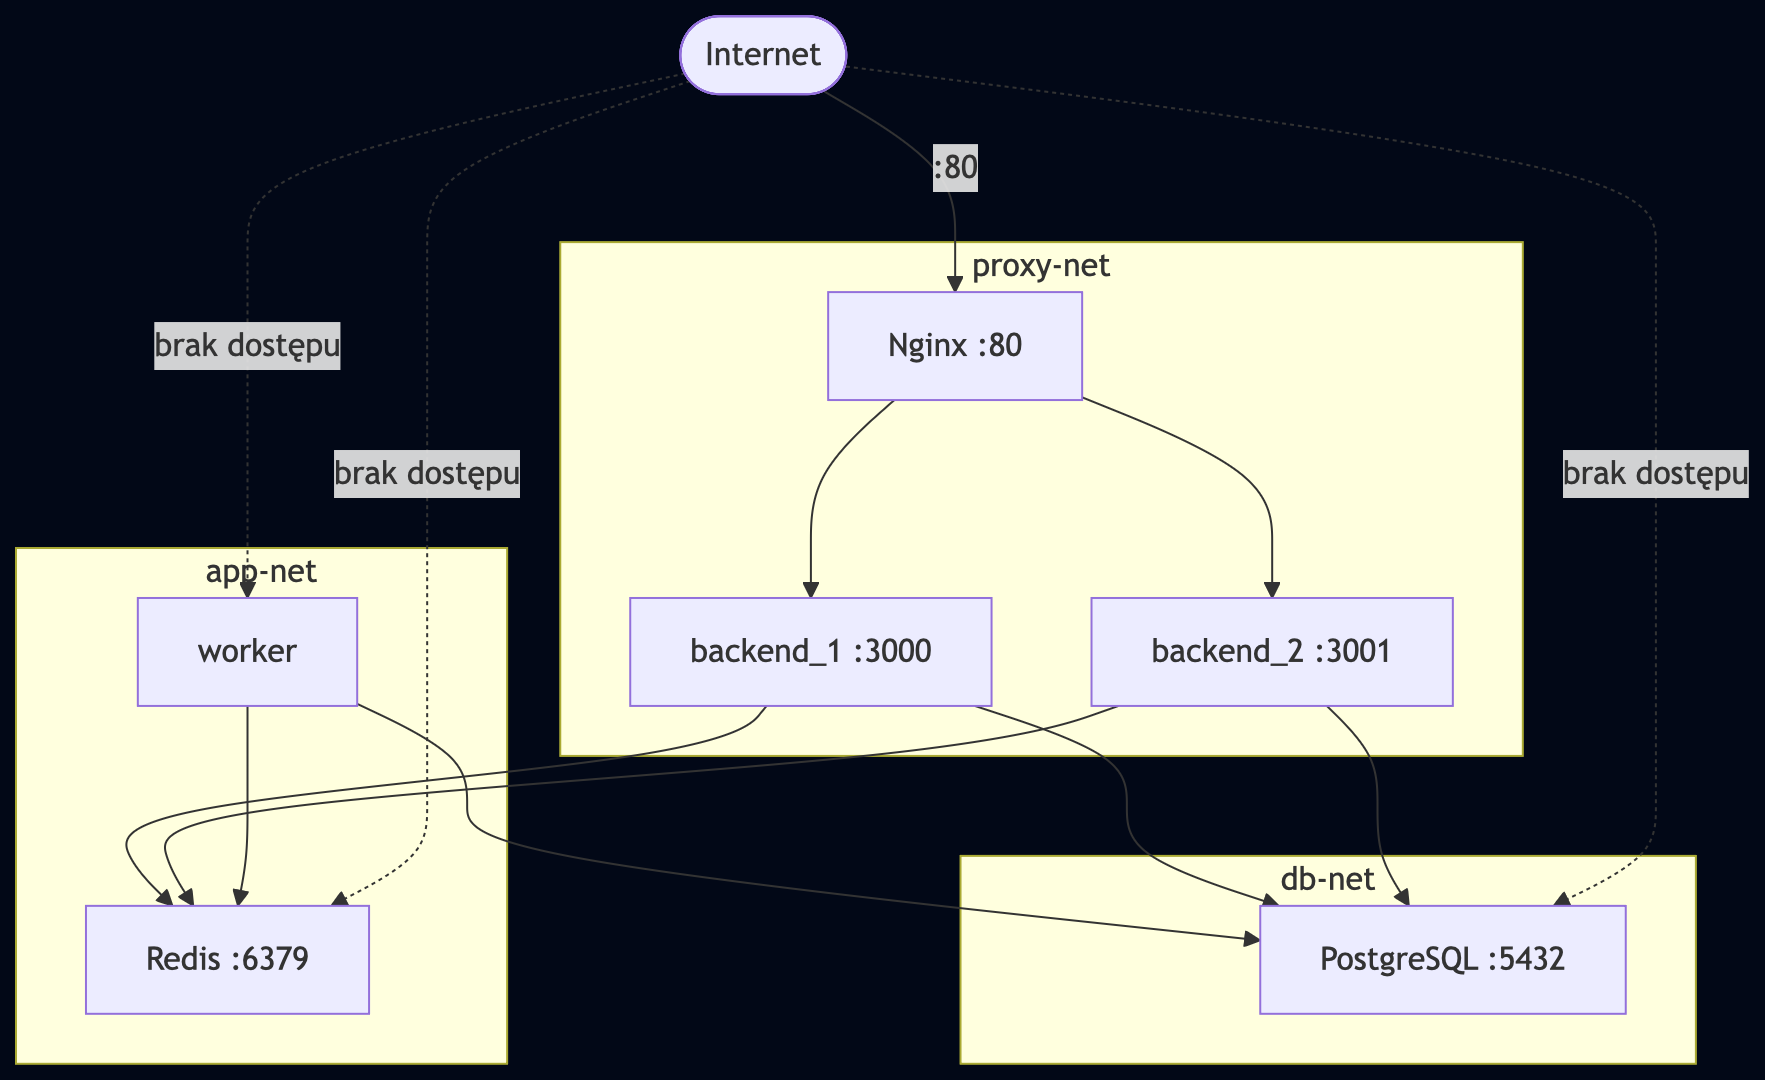 Internet
:80
proxy-net
Nginx :80
brak dostępu
brak dostępu
brak dostępu
app-net
worker
backend_1 :3000
backend_2 :3001
db-net
Redis :6379
PostgreSQL :5432